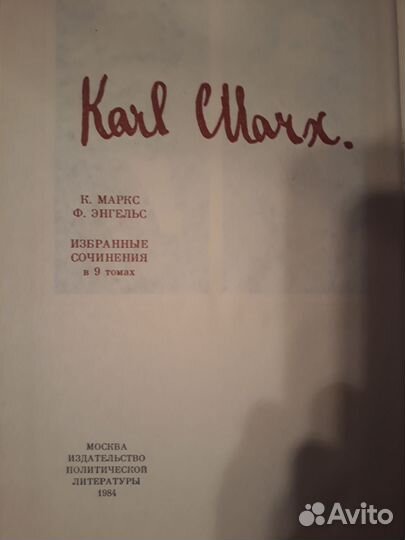 Karl Marx.
К. МАРКС
Ф. ЭНГЕЛЬС
ИЗБРАННЫЕ
СОЧИНЕНИЯ
в 9 томах
МОСКВА
ИЗДАТЕЛЬСТВО
ПОЛИТИЧЕСКОЙ
ЛИТЕРАТУРЫ
1984
Avito